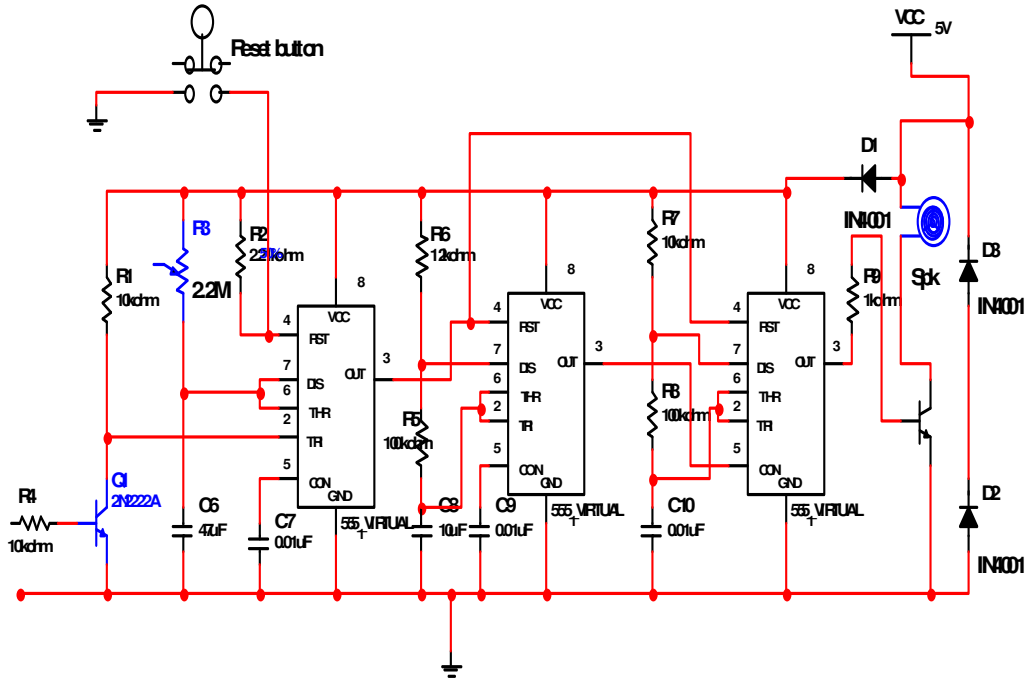 VCC
5V
Reset button
D1
IN4001
Spk
D3
IN4001
R1
10kohm
R3
2.2M
R2
R6
12kohm
R7
10kohm
R9
1kohm
8
VCC
4
RST
7
DIS
6
THR
2
TRI
5
CON
GND
OUT
3
555_VIRTUAL
8
VCC
4
RST
7
DIS
6
THR
2
TRI
5
CON
GND
OUT
3
555_VIRTUAL
8
VCC
4
RST
7
DIS
6
THR
2
TRI
5
CON
GND
OUT
3
555_VIRTUAL
R5
100kohm
R8
100kohm
Q1
2N2222A
R4
10kohm
C6
47uF
C7
0.01uF
C8
10uF
C9
0.01uF
C10
0.01uF
D2
IN4001